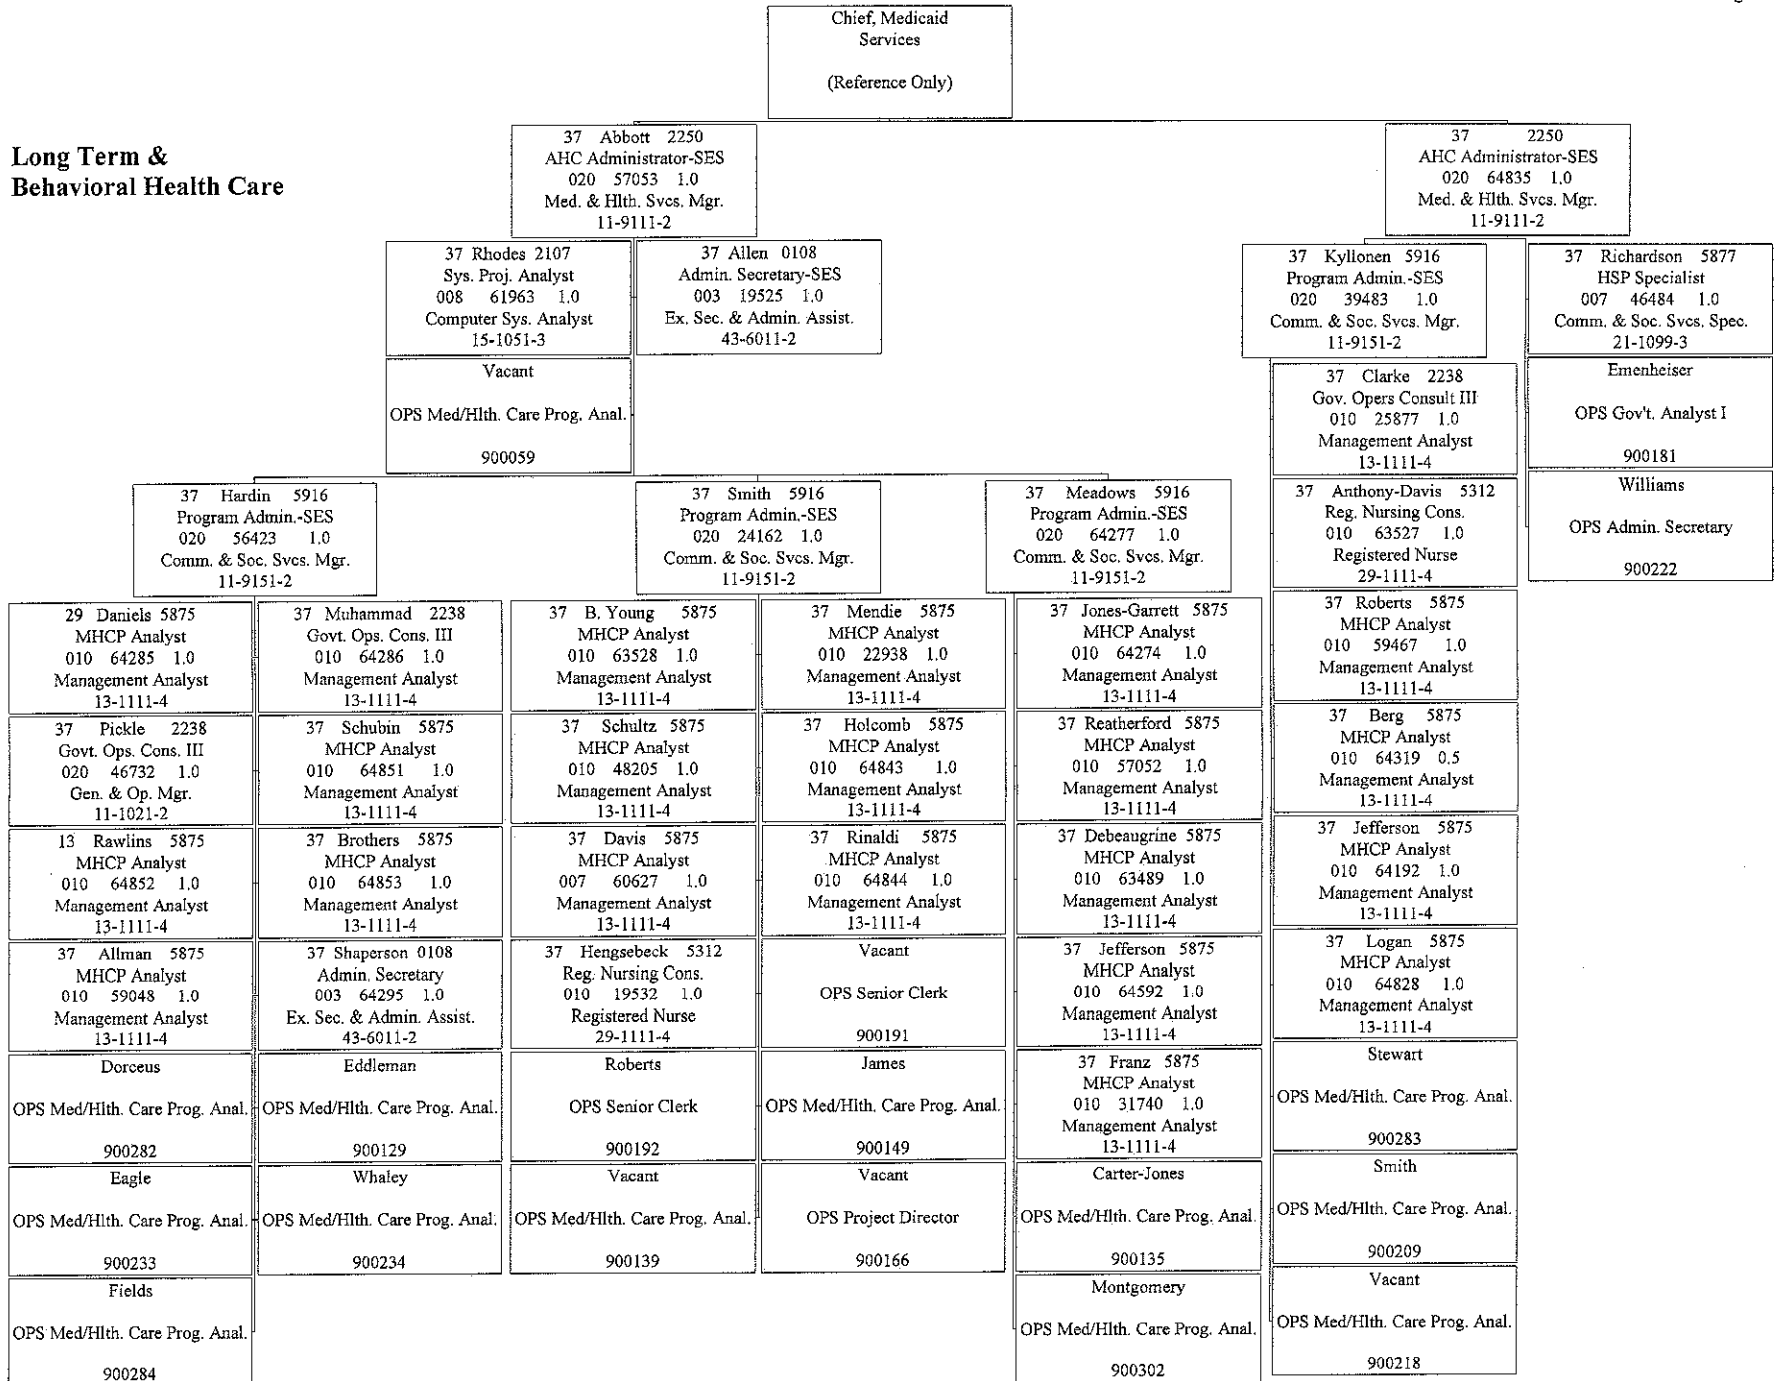 Chief, Medicaid
Services
(Reference Only)
Long Term &
Behavioral Health Care
37 Abbott 2250
AHC Administrator-SES
020 57053 1.0
Med. & Hlth. Svcs. Mgr.
11-9111-2
37 2250
AHC Administrator-SES
020 64835 1.0
Med. & Hlth. Svcs. Mgr.
11-9111-2
37 Rhodes 2107
Sys. Proj. Analyst
008 61963 1.0
Computer Sys. Analyst
15-1051-3
37 Allen 0108
Admin. Secretary-SES
003 19525 1.0
Ex. Sec. & Admin. Assist.
43-6011-2
37 Kyllonen 5916
Program Admin.-SES
020 39483 1.0
Comm. & Soc. Svcs. Mgr.
11-9151-2
37 Richardson 5877
HSP Specialist
007 46484 1.0
Comm. & Soc. Svcs. Spec.
21-1099-3
Vacant
OPS Med/Hlth. Care Prog. Anal.
900059
37 Clarke 2238
Gov. Opers Consult III
010 25877 1.0
Management Analyst
13-1111-4
Emenheiser
OPS Gov't. Analyst I
900181
37 Hardin 5916
Program Admin.-SES
020 56423 1.0
Comm. & Soc. Svcs. Mgr.
11-9151-2
37 Smith 5916
Program Admin.-SES
020 24162 1.0
Comm. & Soc. Svcs. Mgr.
11-9151-2
37 Meadows 5916
Program Admin.-SES
020 64277 1.0
Comm. & Soc. Svcs. Mgr.
11-9151-2
37 Anthony-Davis 5312
Reg. Nursing Cons.
010 63527 1.0
Registered Nurse
29-1111-4
Williams
OPS Admin. Secretary
900222
29 Daniels 5875
MHCP Analyst
010 64285 1.0
Management Analyst
13-1111-4
37 Muhammad 2238
Govt. Ops. Cons. III
010 64286 1.0
Management Analyst
13-1111-4
37 B. Young 5875
MHCP Analyst
010 63528 1.0
Management Analyst
13-1111-4
37 Mendie 5875
MHCP Analyst
010 22938 1.0
Management Analyst
13-1111-4
37 Jones-Garrett 5875
MHCP Analyst
010 64274 1.0
Management Analyst
13-1111-4
37 Roberts 5875
MHCP Analyst
010 59467 1.0
Management Analyst
13-1111-4
37 Pickle 2238
Govt. Ops. Cons. III
020 46732 1.0
Gen. & Op. Mgr.
11-1021-2
37 Schubin 5875
MHCP Analyst
010 64851 1.0
Management Analyst
13-1111-4
37 Schultz 5875
MHCP Analyst
010 48205 1.0
Management Analyst
13-1111-4
37 Holcomb 5875
MHCP Analyst
010 64843 1.0
Management Analyst
13-1111-4
37 Reatherford 5875
MHCP Analyst
010 57052 1.0
Management Analyst
13-1111-4
37 Berg 5875
MHCP Analyst
010 64319 0.5
Management Analyst
13-1111-4
13 Rawlins 5875
MHCP Analyst
010 64852 1.0
Management Analyst
13-1111-4
37 Brothers 5875
MHCP Analyst
010 64853 1.0
Management Analyst
13-1111-4
37 Davis 5875
MHCP Analyst
007 60627 1.0
Management Analyst
13-1111-4
37 Rinaldi 5875
MHCP Analyst
010 64844 1.0
Management Analyst
13-1111-4
37 Debeaugrine 5875
MHCP Analyst
010 63489 1.0
Management Analyst
13-1111-4
37 Jefferson 5875
MHCP Analyst
010 64192 1.0
Management Analyst
13-1111-4
37 Allman 5875
MHCP Analyst
010 59048 1.0
Management Analyst
13-1111-4
37 Shaperson 0108
Admin. Secretary
003 64295 1.0
Ex. Sec. & Admin. Assist.
43-6011-2
37 Hengsebeck 5312
Reg. Nursing Cons.
010 19532 1.0
Registered Nurse
29-1111-4
Vacant
OPS Senior Clerk
900191
37 Jefferson 5875
MHCP Analyst
010 64592 1.0
Management Analyst
13-1111-4
37 Logan 5875
MHCP Analyst
010 64828 1.0
Management Analyst
13-1111-4
Dorceus
OPS Med/Hlth. Care Prog. Anal.
900282
Eddleman
OPS Med/Hlth. Care Prog. Anal.
900129
Roberts
OPS Senior Clerk
900192
James
OPS Med/Hlth. Care Prog. Anal.
900149
37 Franz 5875
MHCP Analyst
010 31740 1.0
Management Analyst
13-1111-4
Stewart
OPS Med/Hlth. Care Prog. Anal.
900283
Eagle
OPS Med/Hlth. Care Prog. Anal.
900233
Whaley
OPS Med/Hlth. Care Prog. Anal.
900234
Vacant
OPS Med/Hlth. Care Prog. Anal.
900139
Vacant
OPS Project Director
900166
Carter-Jones
OPS Med/Hlth. Care Prog. Anal.
900135
Smith
OPS Med/Hlth. Care Prog. Anal.
900209
Fields
OPS Med/Hlth. Care Prog. Anal.
900284
Montgomery
OPS Med/Hlth. Care Prog. Anal.
900302
Vacant
OPS Med/Hlth. Care Prog. Anal.
900218